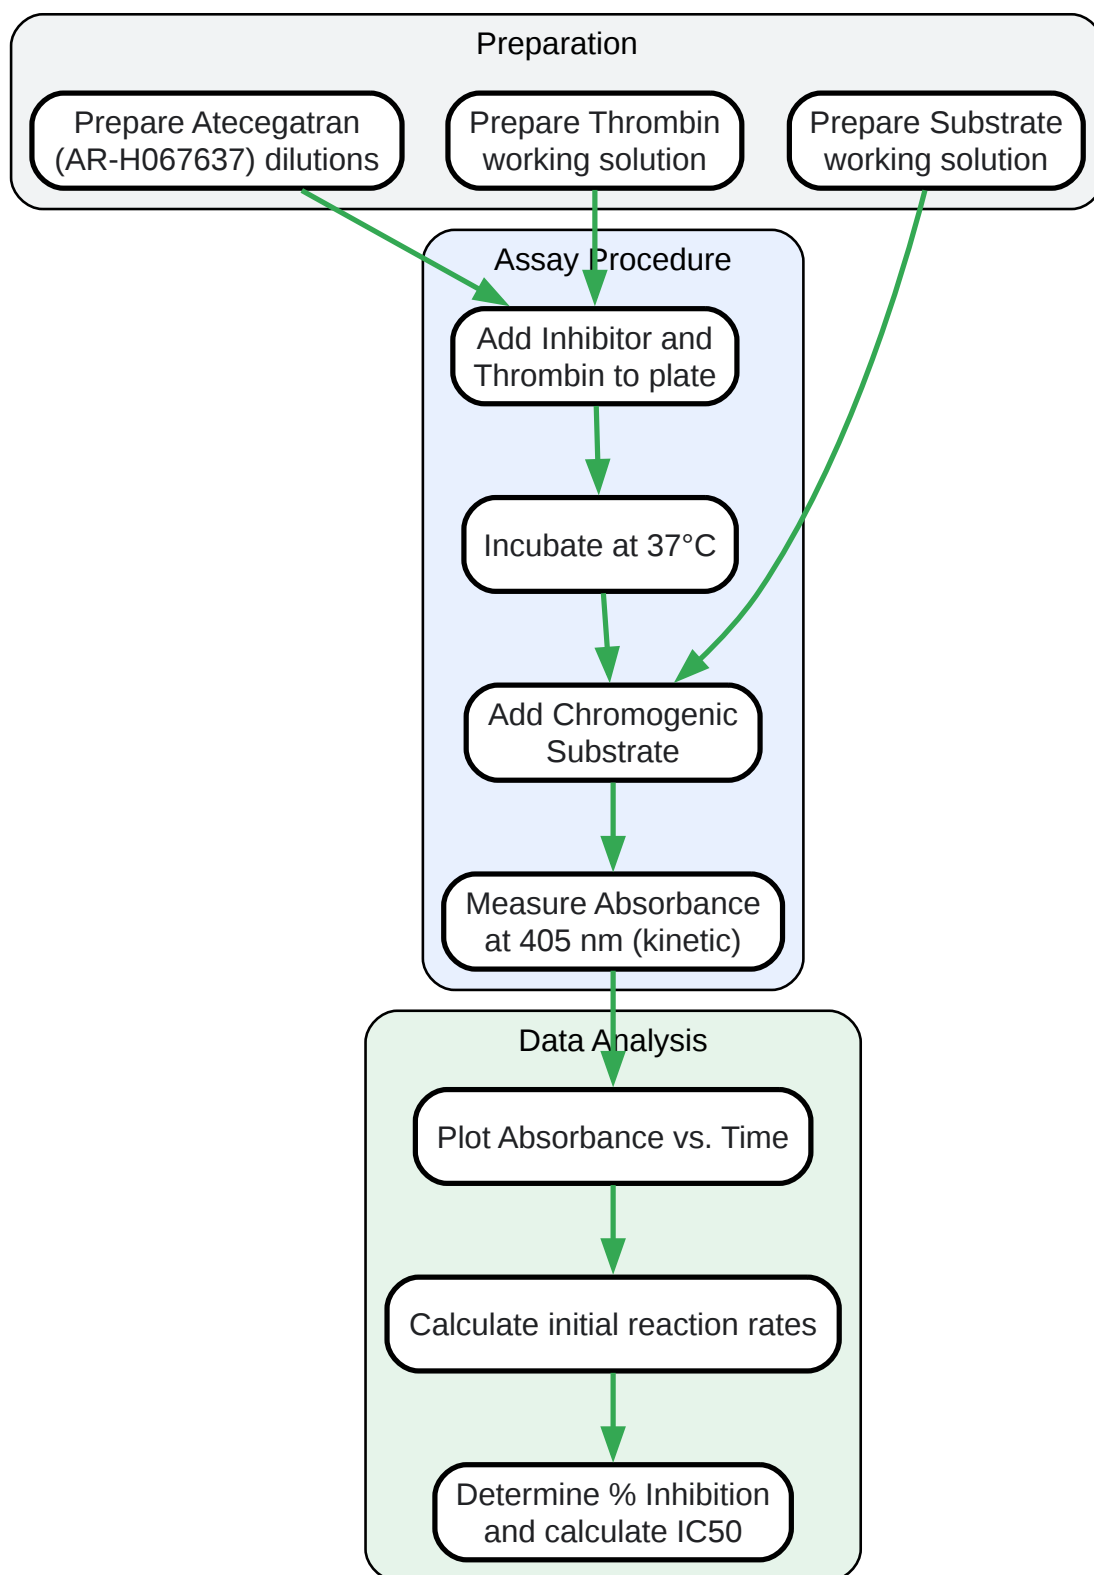 Preparation
Prepare Atecegatran
(AR-H067637) dilutions
Prepare Thrombin
working solution
Prepare Substrate
working solution
Assay Procedure
Add Inhibitor and
Thrombin to plate
Incubate at 37°C
Add Chromogenic
Substrate
Measure Absorbance
at 405 nm (kinetic)
Data Analysis
Plot Absorbance vs. Time
Calculate initial reaction rates
Determine % Inhibition
and calculate IC50